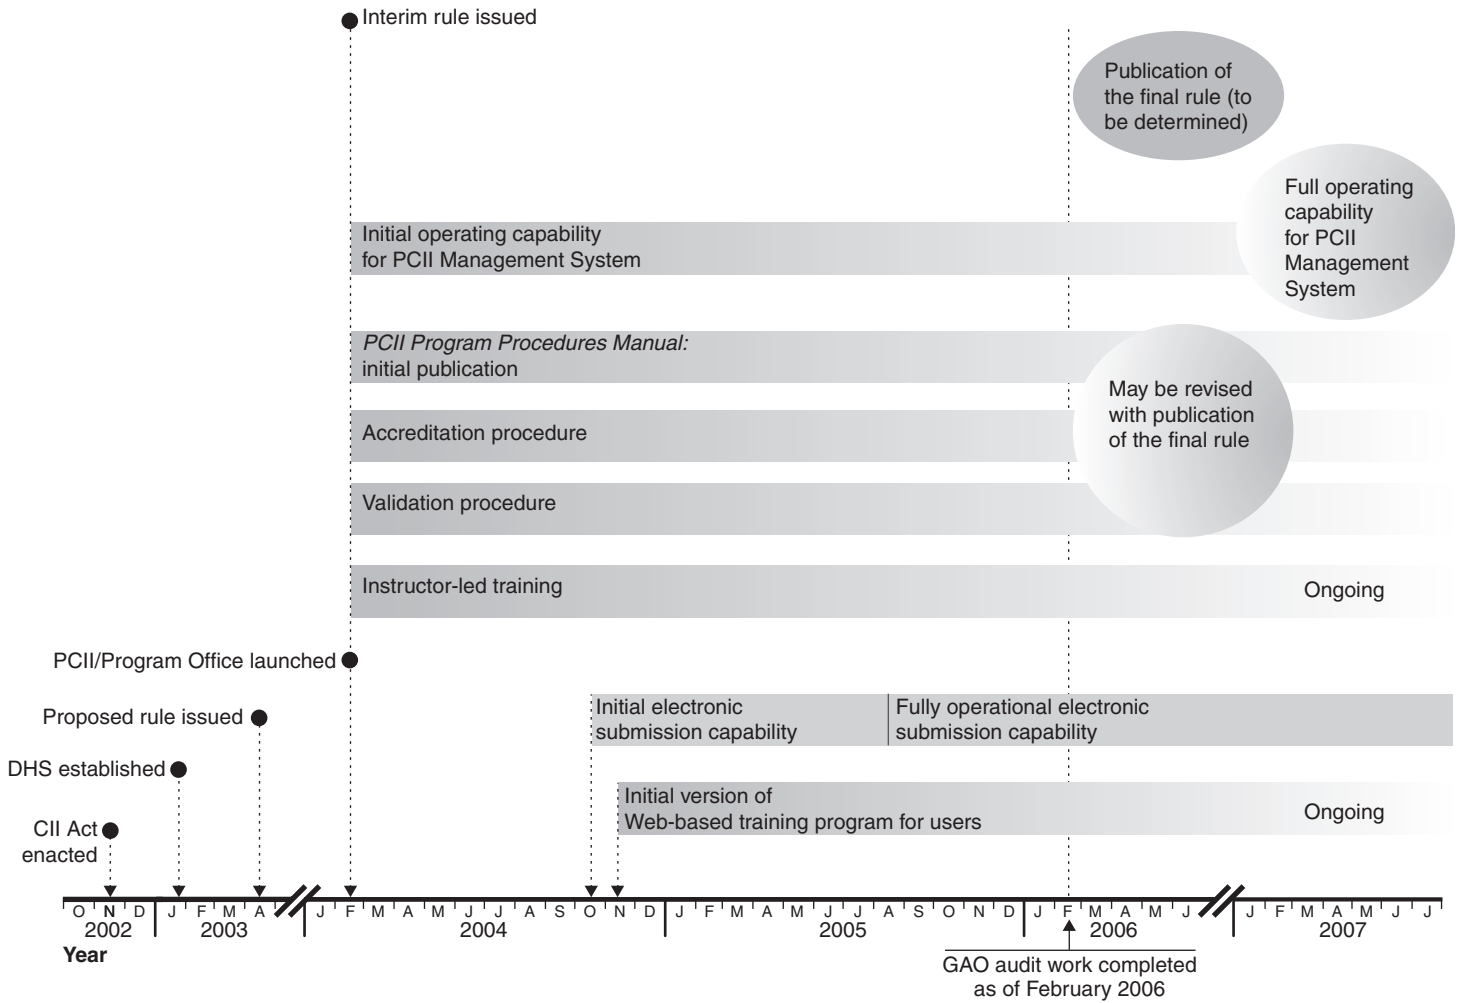 Interim rule issued
Publication of
the final rule (to
be determined)
Full operating
capability
for PCII
Management
System
Initial operating capability
for PCII Management System
PCII Program Procedures Manual:
initial publication
May be revised
with publication
of the final rule
Accreditation procedure
Validation procedure
Instructor-led training
Ongoing
PCII/Program Office launched
Proposed rule issued
Initial electronic
submission capability
Fully operational electronic
submission capability
DHS established
Initial version of
Web-based training program for users
Ongoing
CII Act
enacted
O N D J F M A J F M A M J J A S O N D J F M A M J J A S O N D J F M A M J J F M A M J J
2002 2003 2004 2005 2006 2007
Year
GAO audit work completed
as of February 2006